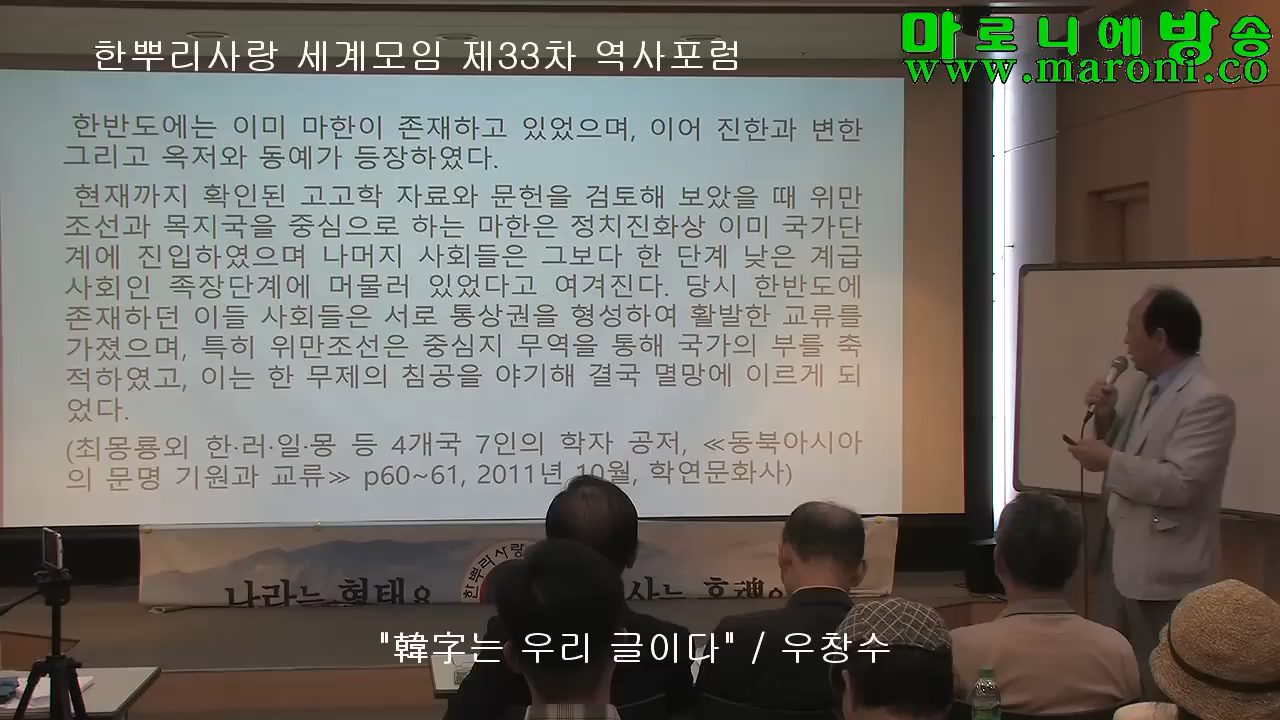 한뿌리사랑 세계모임 제33차 역사포럼
마로니에방송
www.maroni.co
한반도에는 이미 마한이 존재하고 있었으며, 이어 진한과 변한
그리고 옥저와 동예가 등장하였다.
현재까지 확인된 고고학 자료와 문헌을 검토해 보았을 때 위만
조선과 목지국을 중심으로 하는 마한은 정치진화상 이미 국가단
계에 진입하였으며 나머지 사회들은 그보다 한 단계 낮은 계급
사회인 족장단계에 머물러 있었다고 여겨진다. 당시 한반도에
존재하던 이들 사회들은 서로 통상권을 형성하여 활발한 교류를
가졌으며, 특히 위만조선은 중심지 무역을 통해 국가의 부를 축
적하였고, 이는 한 무제의 침공을 야기해 결국 멸망에 이르게 되
었다.
(최몽룡외 한·러·일·몽 등 4개국 7인의 학자 공저, ≪동북아시아
의 문명 기원과 교류≫ p60~61, 2011년 10월, 학연문화사)
나라는 형태요
한뿌리사랑
"韓字는 우리 글이다" / 우창수